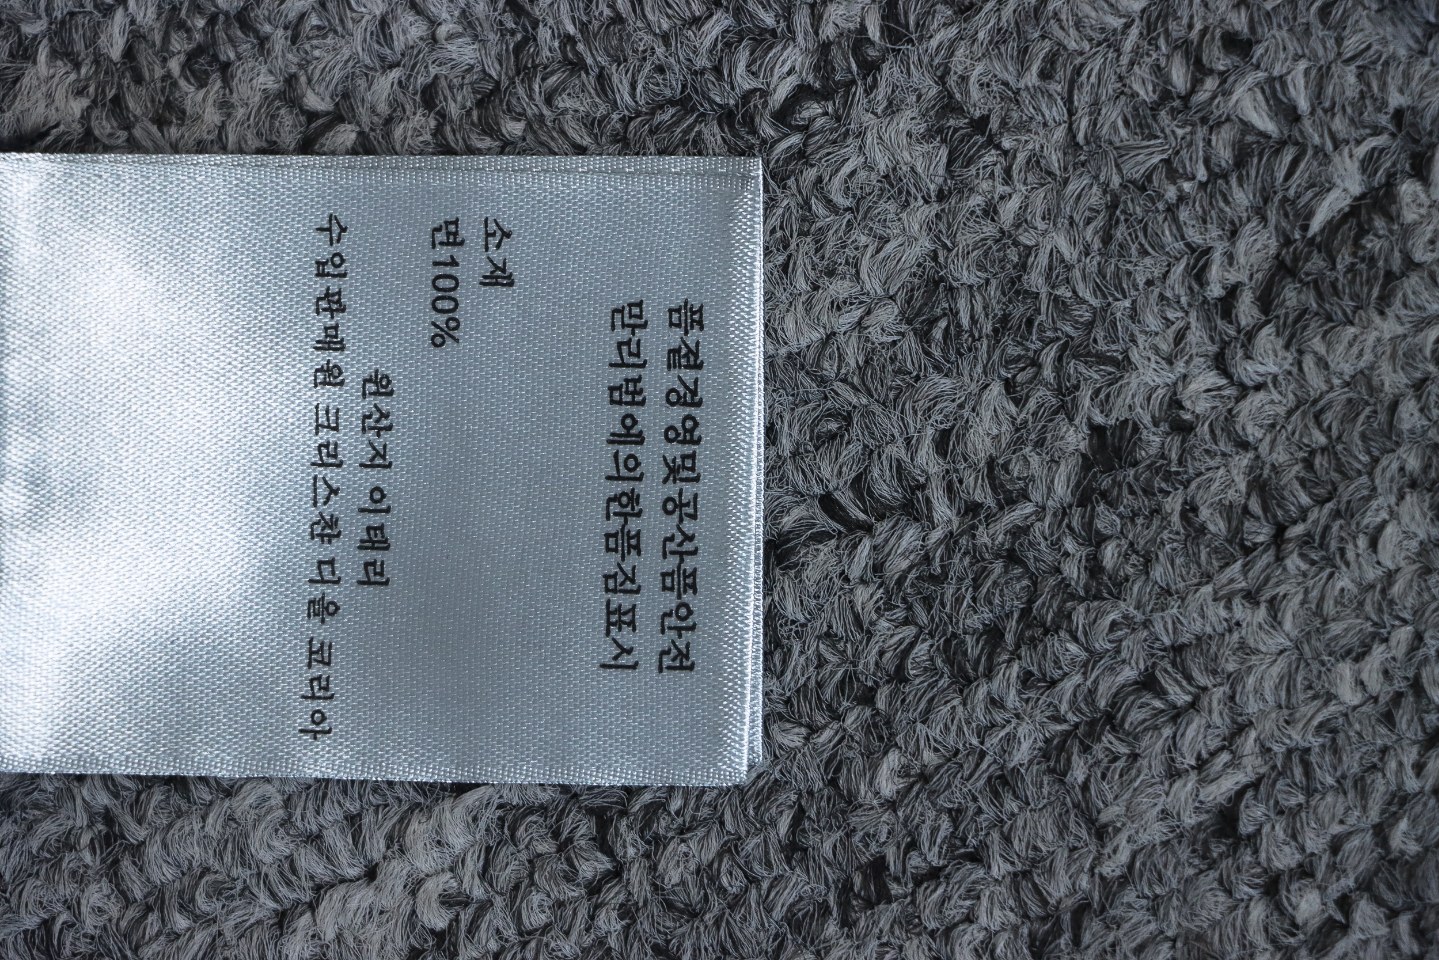 품질경영및공산품안전
관리법에의한품질표시
소재
면100%
원산지 이태리
수입판매원 크리스챤 디올 코리아